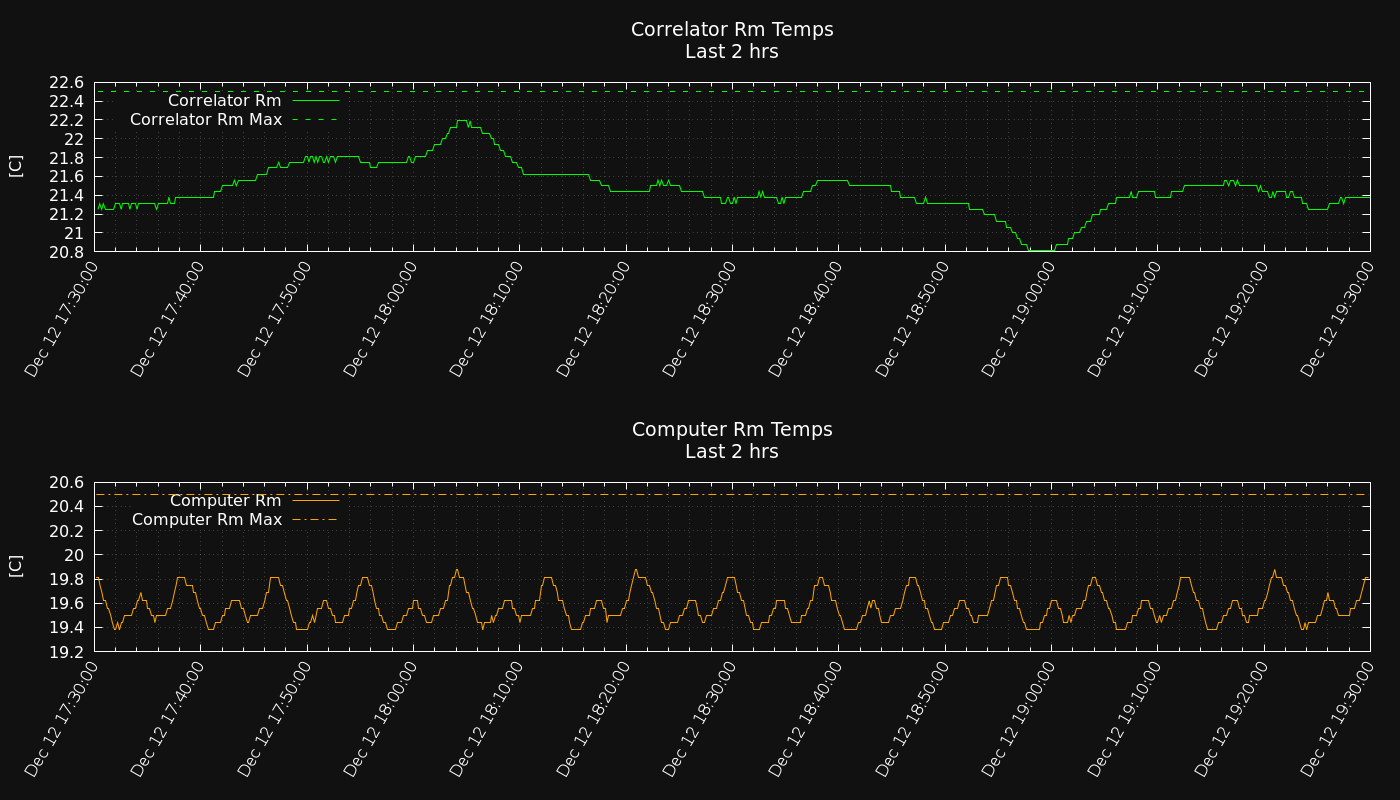 Correlator Rm Temps
Last 2 hrs
22.6
22.4
22.2
22
21.8
21.6
21.4
21.2
21
20.8
[C]
Correlator Rm
Correlator Rm Max
Dec 12 17:30:00
Dec 12 17:40:00
Dec 12 17:50:00
Dec 12 18:00:00
Dec 12 18:10:00
Dec 12 18:20:00
Dec 12 18:30:00
Dec 12 18:40:00
Dec 12 18:50:00
Dec 12 19:00:00
Dec 12 19:10:00
Dec 12 19:20:00
Dec 12 19:30:00
Computer Rm Temps
Last 2 hrs
20.6
20.4
20.2
20
19.8
19.6
19.4
19.2
[C]
Computer Rm
Computer Rm Max
Dec 12 17:30:00
Dec 12 17:40:00
Dec 12 17:50:00
Dec 12 18:00:00
Dec 12 18:10:00
Dec 12 18:20:00
Dec 12 18:30:00
Dec 12 18:40:00
Dec 12 18:50:00
Dec 12 19:00:00
Dec 12 19:10:00
Dec 12 19:20:00
Dec 12 19:30:00